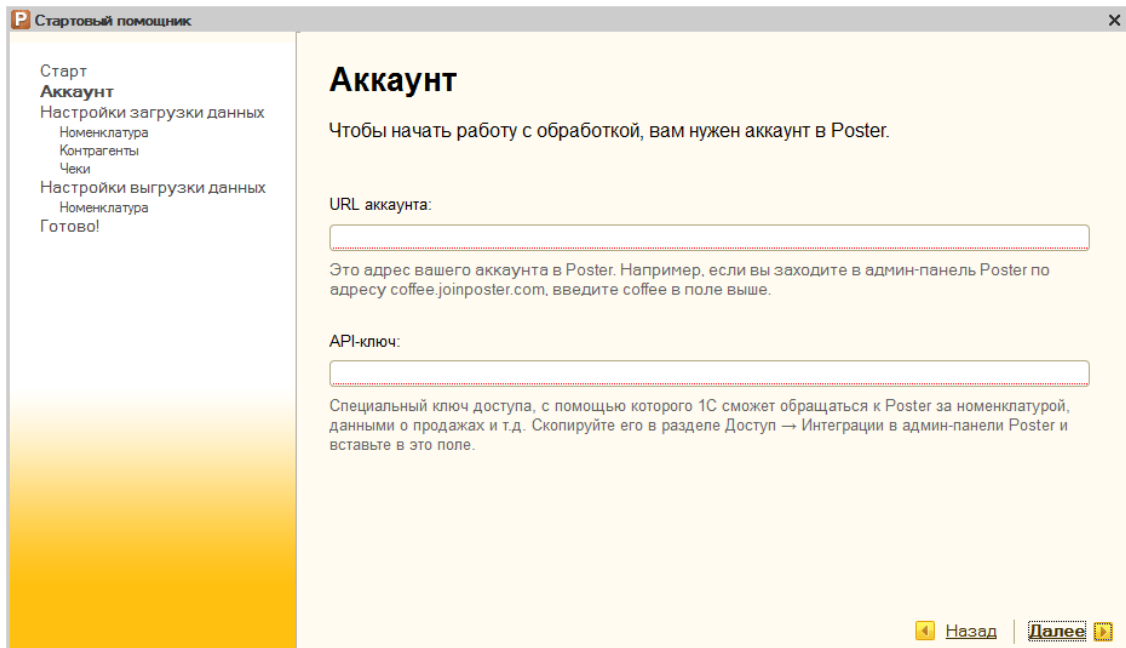 P Стартовый помощник
Старт
Аккаунт
Настройки загрузки данных
Номенклатура
Контрагенты
Чеки
Настройки выгрузки данных
Номенклатура
Готово!
Аккаунт
Чтобы начать работу с обработкой, вам нужен аккаунт в Poster.
URL аккаунта:
Это адрес вашего аккаунта в Poster. Например, если вы заходите в админ-панель Poster по
адресу coffee.joinposter.com, введите coffee в поле выше.
API-ключ:
Специальный ключ доступа, с помощью которого 1С сможет обращаться к Poster за номенклатурой,
данными о продажах и т.д. Скопируйте его в разделе Доступ → Интеграции в админ-панели Poster и
вставьте в это поле.
Назад
Далее